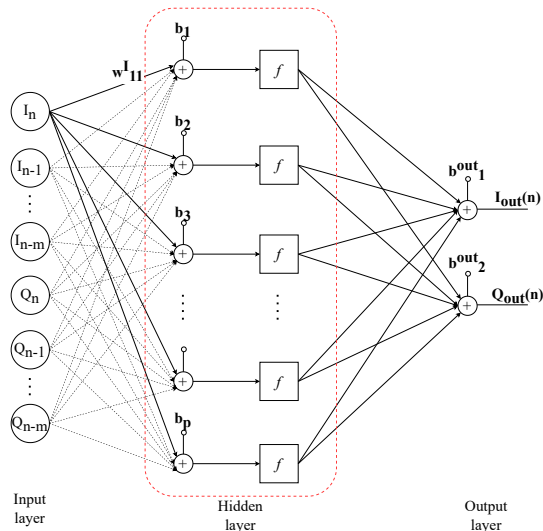 b1
wI11
+
f
In
b2
+
f
In-1
bout1
b3
Iout(n)
+
In-m
+
f
bout2
Qn
Qout(n)
+
Qn-1
+
f
bp
Qn-m
+
f
Input
layer
Hidden
layer
Output
layer